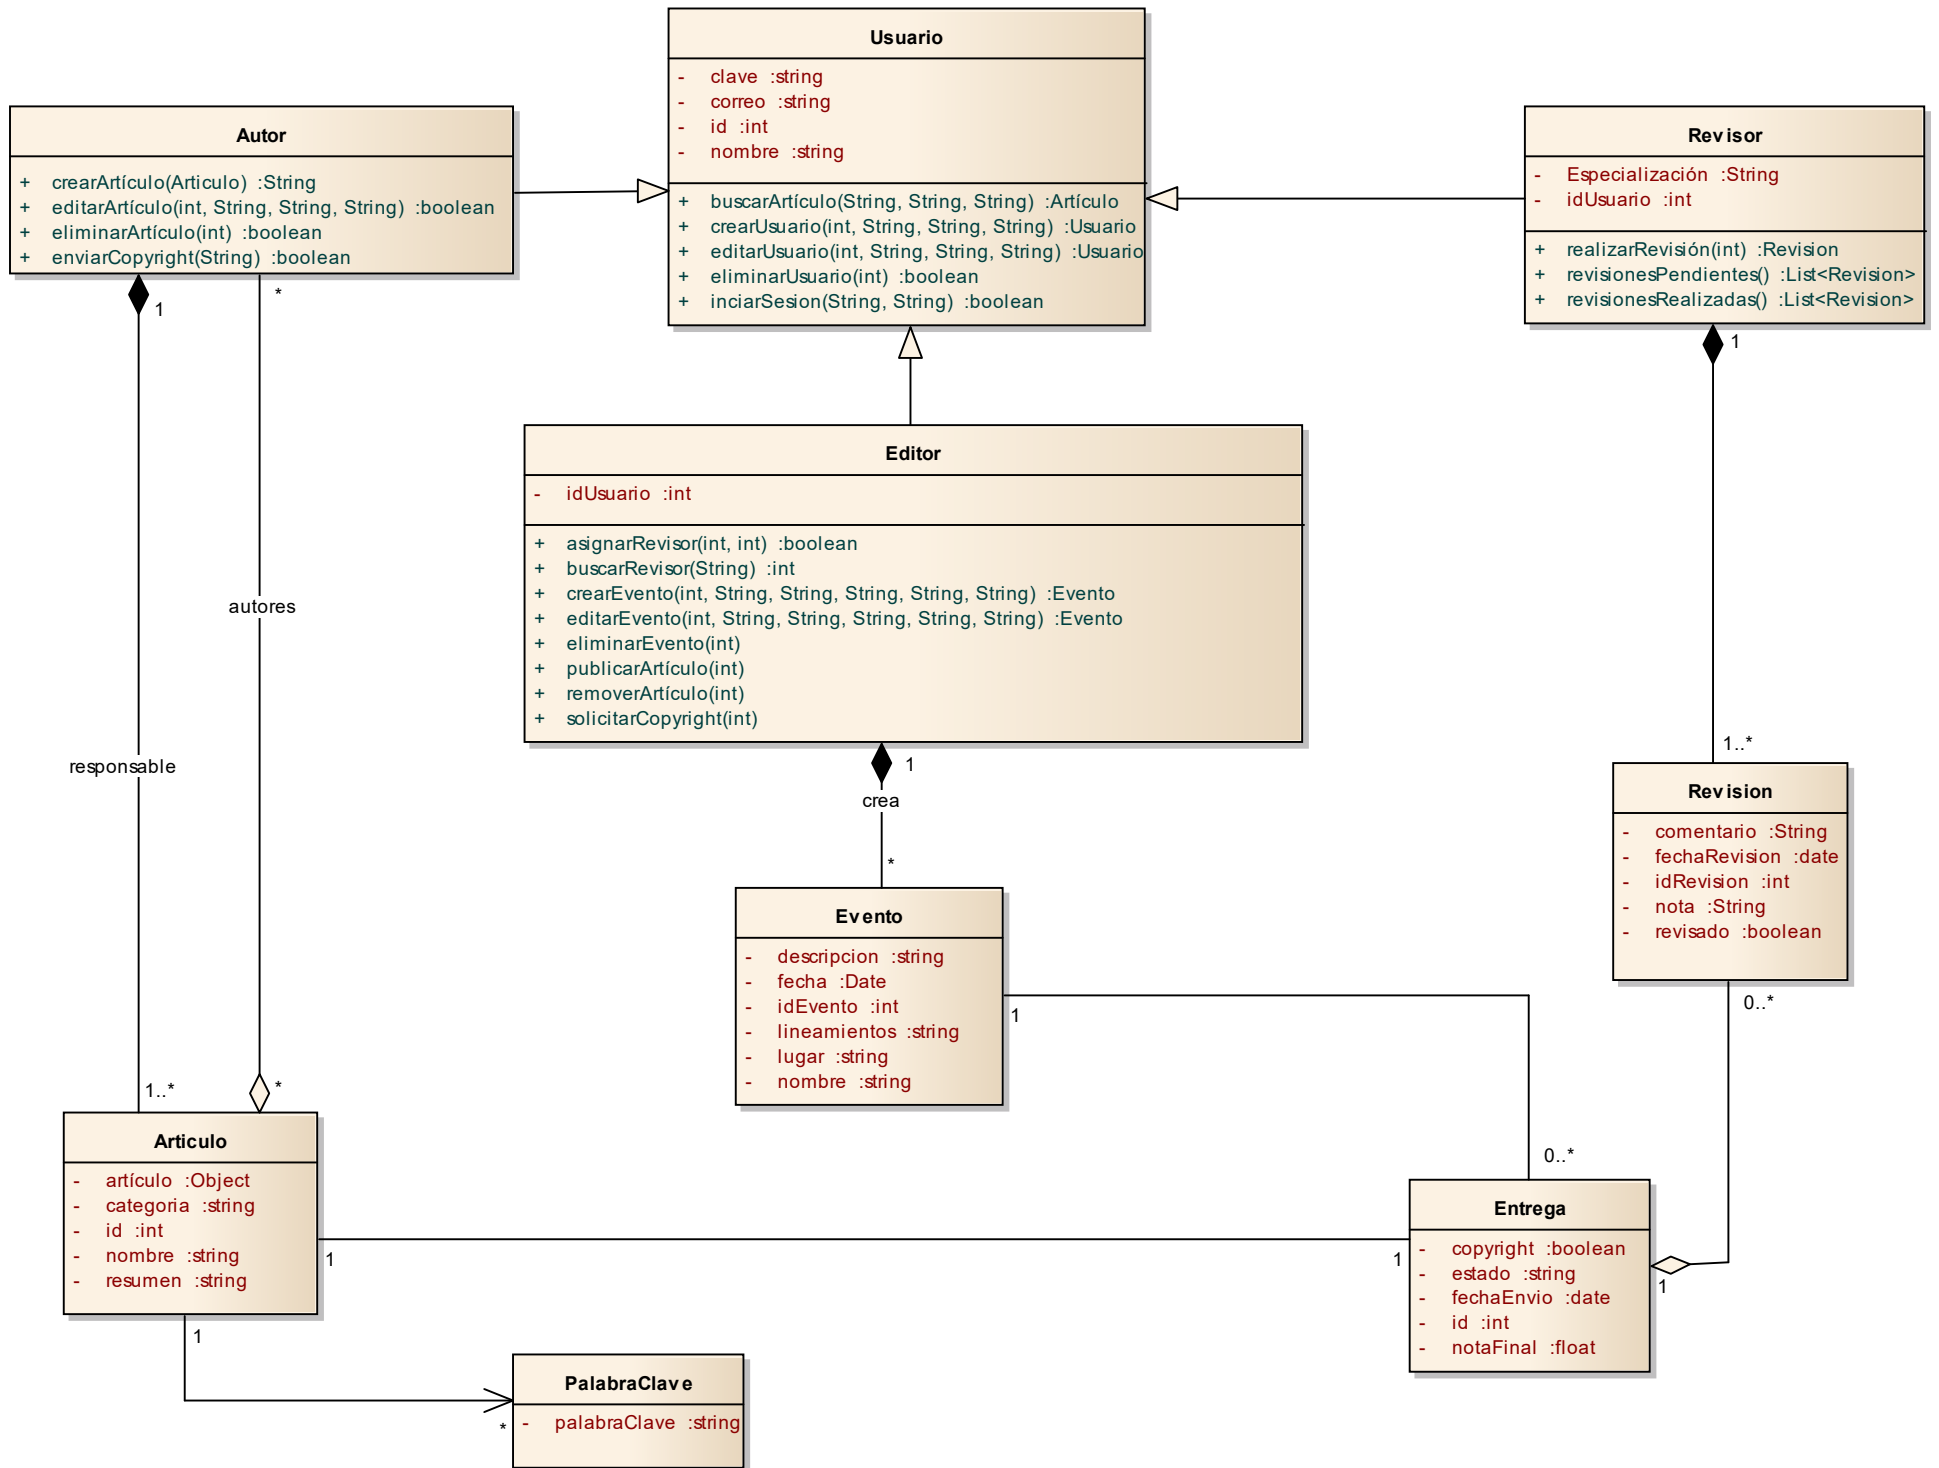 Usuario
- clave :string
- correo :string
- id :int
- nombre :string
+ buscarArtículo(String, String, String) :Artículo
+ crearUsuario(int, String, String, String) :Usuario
+ editarUsuario(int, String, String, String) :Usuario
+ eliminarUsuario(int) :boolean
+ inciarSesion(String, String) :boolean
Autor
+ crearArtículo(Articulo) :String
+ editarArtículo(int, String, String, String) :boolean
+ eliminarArtículo(int) :boolean
+ enviarCopyright(String) :boolean
Revisor
- Especialización :String
- idUsuario :int
+ realizarRevisión(int) :Revision
+ revisionesPendientes() :List<Revision>
+ revisionesRealizadas() :List<Revision>
1
*
1
Editor
- idUsuario :int
+ asignarRevisor(int, int) :boolean
+ buscarRevisor(String) :int
+ crearEvento(int, String, String, String, String, String) :Evento
+ editarEvento(int, String, String, String, String, String) :Evento
+ eliminarEvento(int)
+ publicarArtículo(int)
+ removerArtículo(int)
+ solicitarCopyright(int)
autores
responsable
1
crea
*
1..*
Revision
- comentario :String
- fechaRevision :date
- idRevision :int
- nota :String
- revisado :boolean
0..*
Evento
- descripcion :string
- fecha :Date
- idEvento :int
- lineamientos :string
- lugar :string
- nombre :string
1
0..*
1..*
*
Articulo
- artículo :Object
- categoria :string
- id :int
- nombre :string
- resumen :string
1
1
Entrega
- copyright :boolean
- estado :string
- fechaEnvio :date
- id :int
- notaFinal :float
1
1
*
PalabraClave
- palabraClave :string